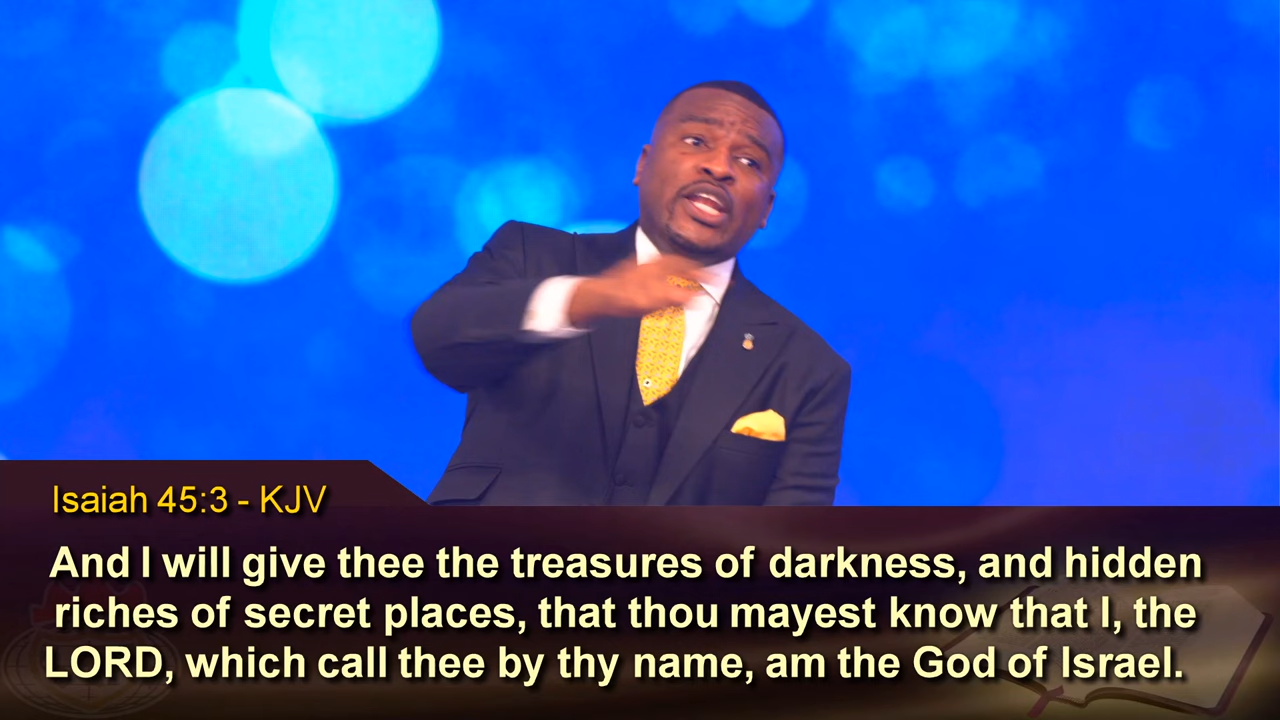 Isaiah 45:3 - KJV
And I will give thee the treasures of darkness, and hidden
riches of secret places, that thou mayest know that I, the
LORD, which call thee by thy name, am the God of Israel.